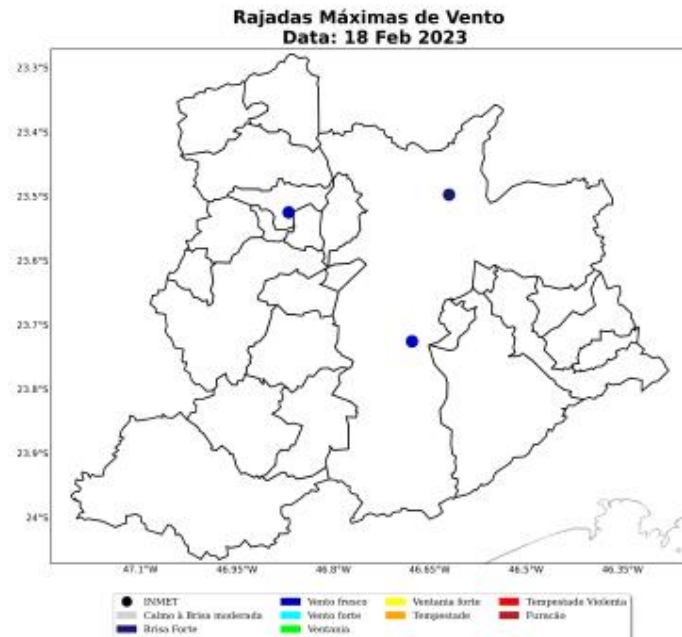 Rajadas Máximas de Vento
Data: 18 Feb 2023
23.3°S
23.4°S
23.5°S
23.6°S
23.7°S
23.8°S
23.9°S
24°S
47.1°W
46.95°W
46.8°W
46.65°W
46.5°W
46.35°W
INMET
Calmo à Brisa moderada
Brisa Forte
Vento fresco
Vento forte
Ventania
Ventania forte
Tempestade
Tempestade Violenta
Furacão